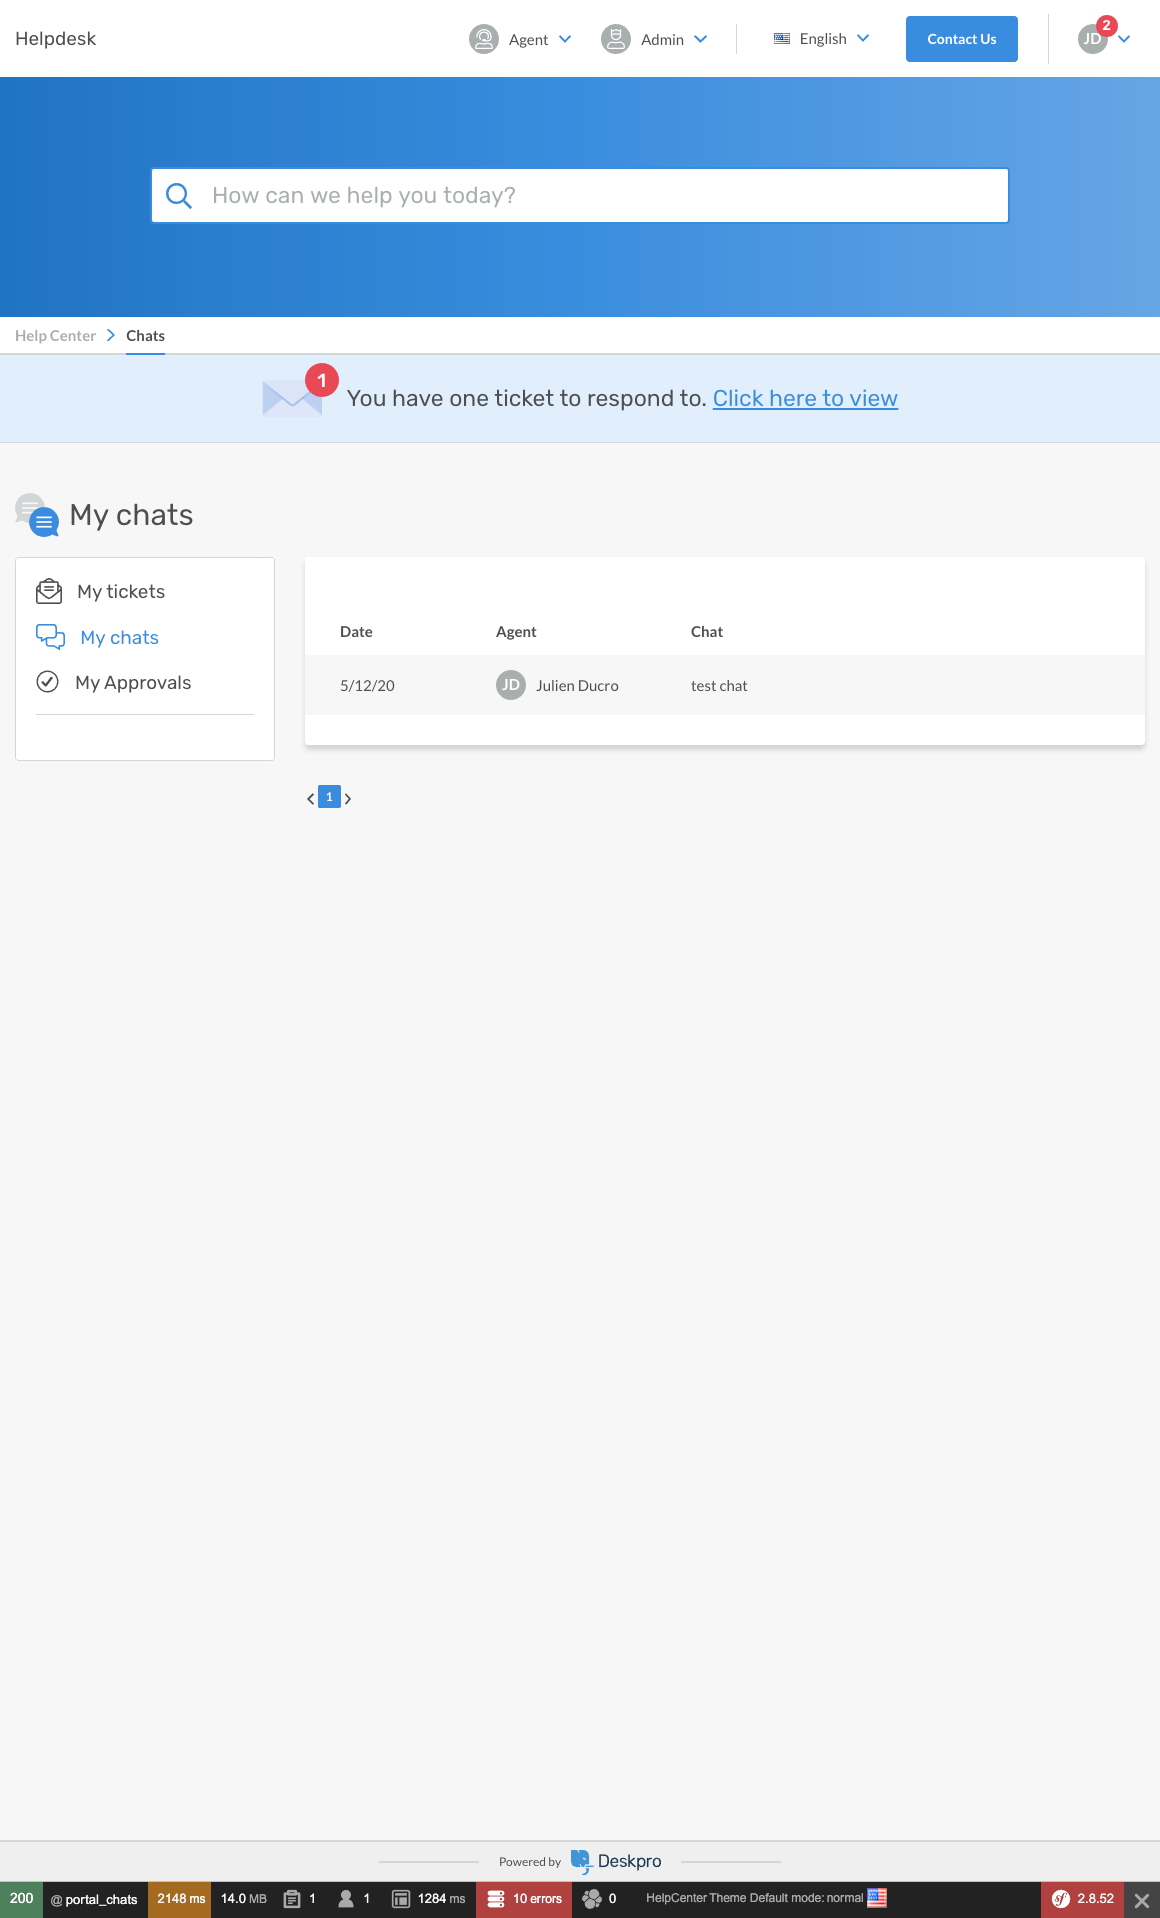 Helpdesk
Agent
Admin
English
Contact Us
JD
2
How can we help you today?
Help Center
Chats
1
You have one ticket to respond to. Click here to view
My chats
My tickets
My chats
My Approvals
Date Agent Chat
5/12/20 JD Julien Ducro test chat
1
Powered by Deskpro
200 @ portal_chats 2148 ms 14.0 MB 1 1 1284 ms 10 errors 0 HelpCenter Theme Default mode: normal sf 2.8.52